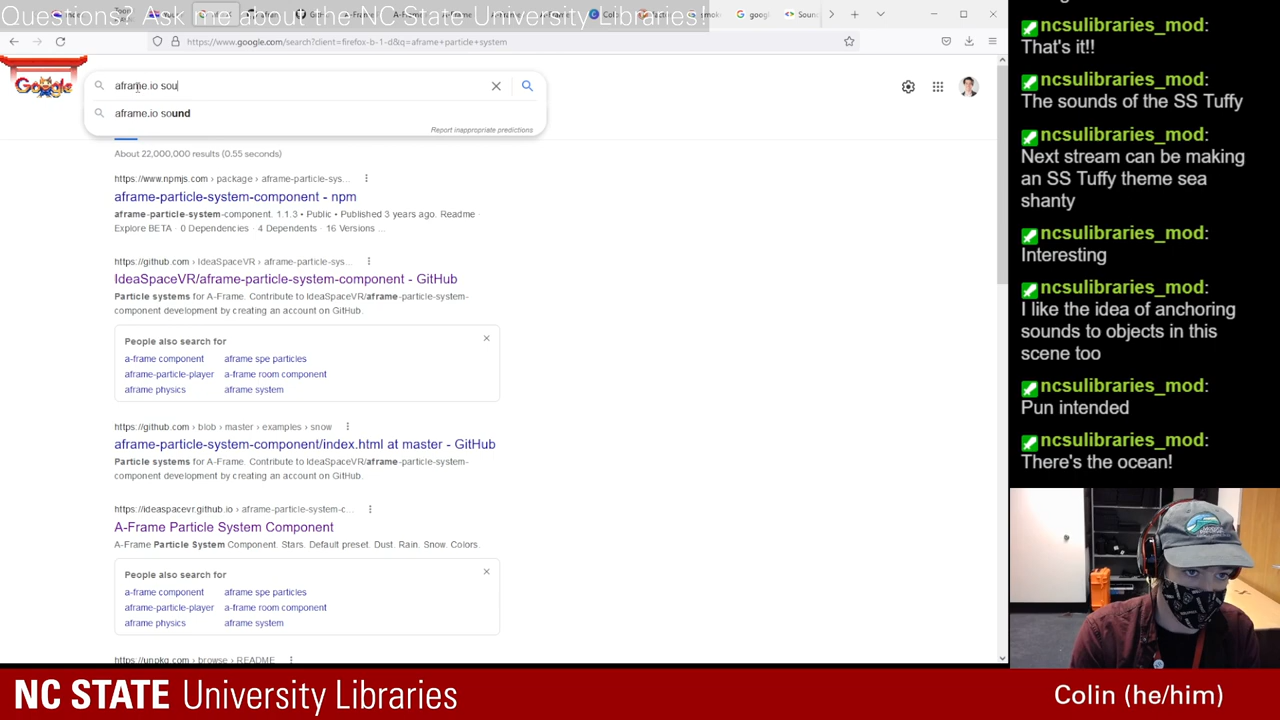 Questions? Ask me about the NC State University Libraries!
https://www.google.com/search?client=firefox-b-1-d&q=aframe+particle+system
Google
aframe.io sou
aframe.io sound
Report inappropriate predictions
About 22,000,000 results (0.55 seconds)
https://www.npmjs.com › package › aframe-particle-sys...
aframe-particle-system-component - npm
aframe-particle-system-component. 1.1.3 • Public • Published 3 years ago. Readme
Explore BETA · 0 Dependencies · 4 Dependents · 16 Versions ...
https://github.com › IdeaSpaceVR › aframe-particle-sys...
IdeaSpaceVR/aframe-particle-system-component - GitHub
Particle systems for A-Frame. Contribute to IdeaSpaceVR/aframe-particle-system-
component development by creating an account on GitHub.
People also search for
a-frame component aframe spe particles
aframe-particle-player a-frame room component
aframe physics aframe system
https://github.com › blob › master › examples › snow
aframe-particle-system-component/index.html at master - GitHub
Particle systems for A-Frame. Contribute to IdeaSpaceVR/aframe-particle-system-
component development by creating an account on GitHub.
https://ideaspacevr.github.io › aframe-particle-system-c...
A-Frame Particle System Component
A-Frame Particle System Component. Stars. Default preset. Dust. Rain. Snow. Colors.
People also search for
a-frame component aframe spe particles
aframe-particle-player a-frame room component
aframe physics aframe system
https://unpkg.com › browse › README
ncsulibraries_mod:
That's it!!
ncsulibraries_mod:
The sounds of the SS Tuffy
ncsulibraries_mod:
Next stream can be making
an SS Tuffy theme sea
shanty
ncsulibraries_mod:
Interesting
ncsulibraries_mod:
I like the idea of anchoring
sounds to objects in this
scene too
ncsulibraries_mod:
Pun intended
ncsulibraries_mod:
There's the ocean!
NC STATE University Libraries
Colin (he/him)